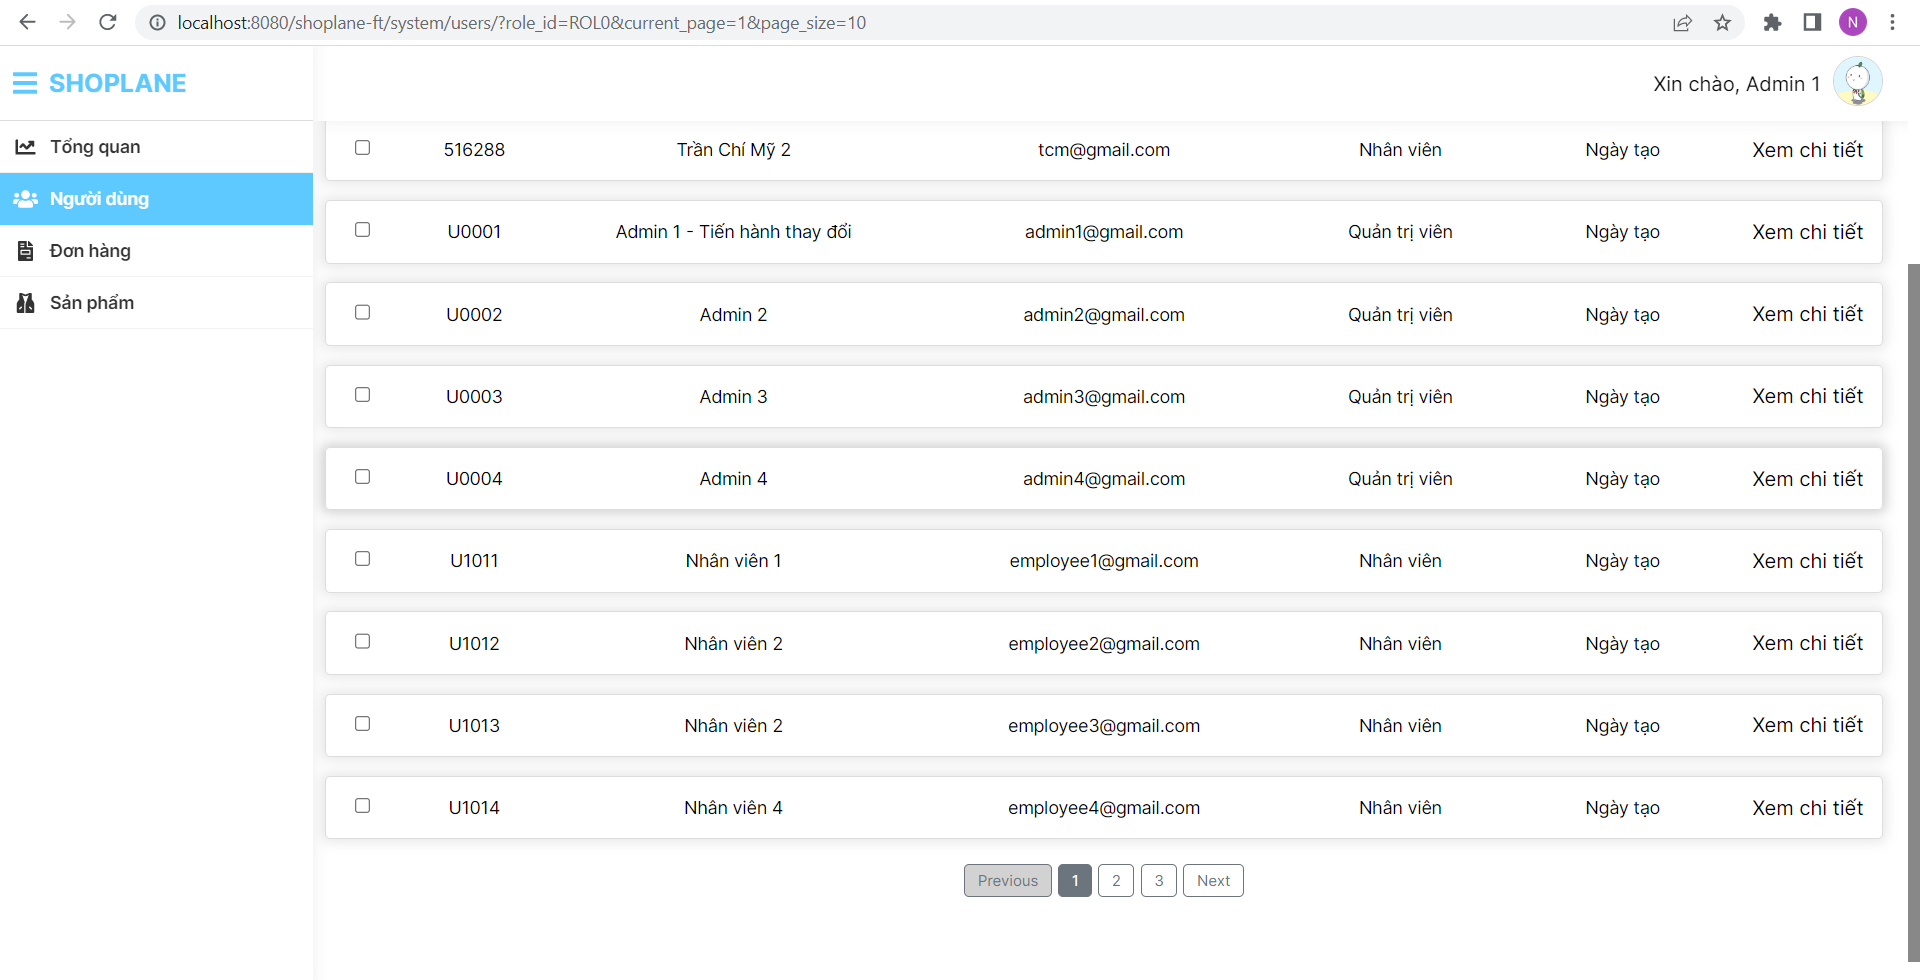 localhost:8080/shoplane-ft/system/users/?role_id=ROL0&current_page=1&page_size=10
N
SHOPLANE
Xin chào, Admin 1
Tổng quan
Người dùng
Đơn hàng
Sản phẩm
516288 Trần Chí Mỹ 2 tcm@gmail.com Nhân viên Ngày tạo Xem chi tiết
U0001 Admin 1 - Tiến hành thay đổi admin1@gmail.com Quản trị viên Ngày tạo Xem chi tiết
U0002 Admin 2 admin2@gmail.com Quản trị viên Ngày tạo Xem chi tiết
U0003 Admin 3 admin3@gmail.com Quản trị viên Ngày tạo Xem chi tiết
U0004 Admin 4 admin4@gmail.com Quản trị viên Ngày tạo Xem chi tiết
U1011 Nhân viên 1 employee1@gmail.com Nhân viên Ngày tạo Xem chi tiết
U1012 Nhân viên 2 employee2@gmail.com Nhân viên Ngày tạo Xem chi tiết
U1013 Nhân viên 2 employee3@gmail.com Nhân viên Ngày tạo Xem chi tiết
U1014 Nhân viên 4 employee4@gmail.com Nhân viên Ngày tạo Xem chi tiết
Previous 1 2 3 Next